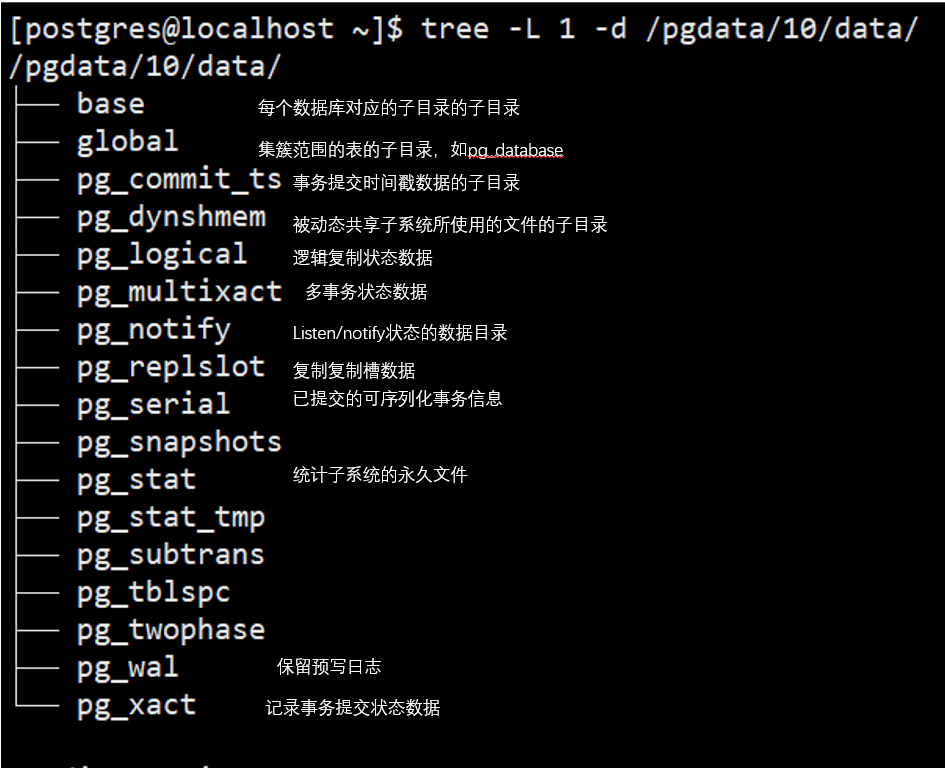 [postgres@localhost ~]$ tree -L 1 -d /pgdata/10/data/
/pgdata/10/data/
base 每个数据库对应的子目录的子目录
global 集簇范围的表的子目录，如pg_database
pg_commit_ts 事务提交时间戳数据的子目录
pg_dynshmem 被动态共享子系统所使用的文件的子目录
pg_logical 逻辑复制状态数据
pg_multixact 多事务状态数据
pg_notify Listen/notify状态的数据目录
pg_replslot 复制复制槽数据
pg_serial 已提交的可序列化事务信息
pg_snapshots
pg_stat 统计子系统的永久文件
pg_stat_tmp
pg_subtrans
pg_tblspc
pg_twophase
pg_wal 保留预写日志
pg_xact 记录事务提交状态数据